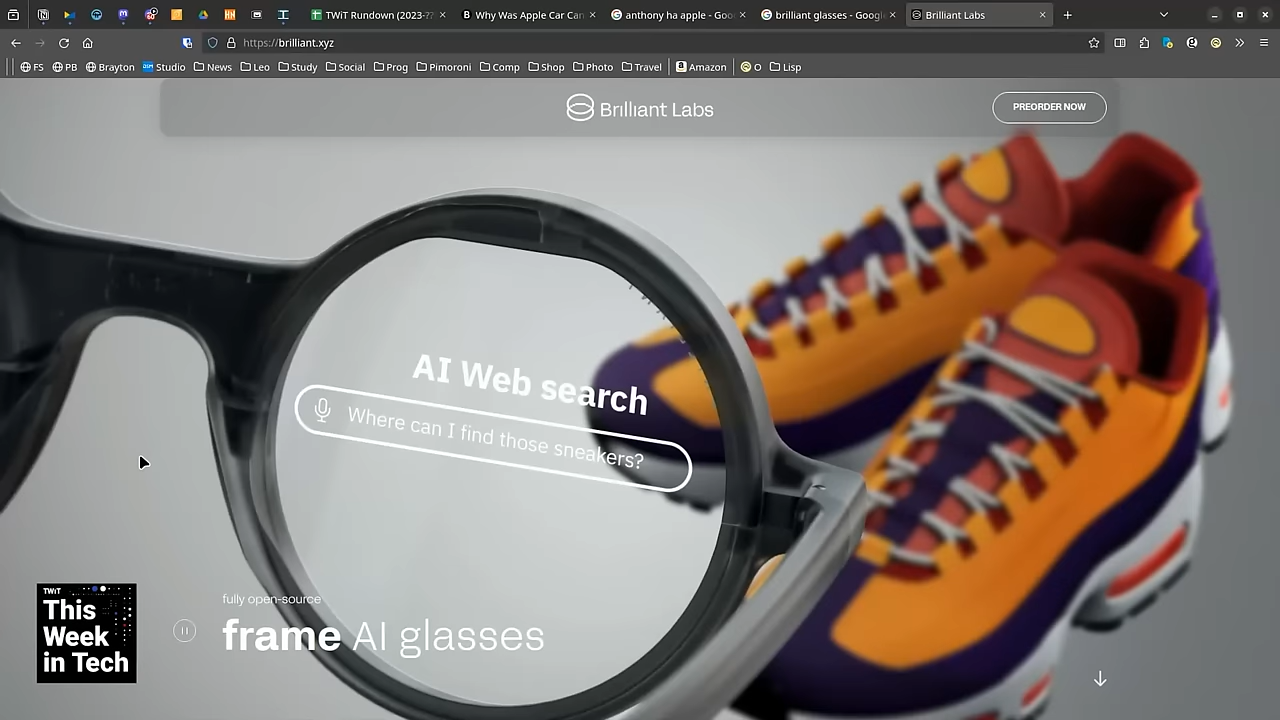 TWiT Rundown (2023-??
Why Was Apple Car Can
anthony ha apple - Goo
brilliant glasses - Google
Brilliant Labs
https://brilliant.xyz
FS
PB
Brayton
Studio
News
Leo
Study
Social
Prog
Pimoroni
Comp
Shop
Photo
Travel
Amazon
O
Lisp
Brilliant Labs
PREORDER NOW
AI Web search
Where can I find those sneakers?
fully open-source
frame AI glasses
TWiT
This
Week
in Tech